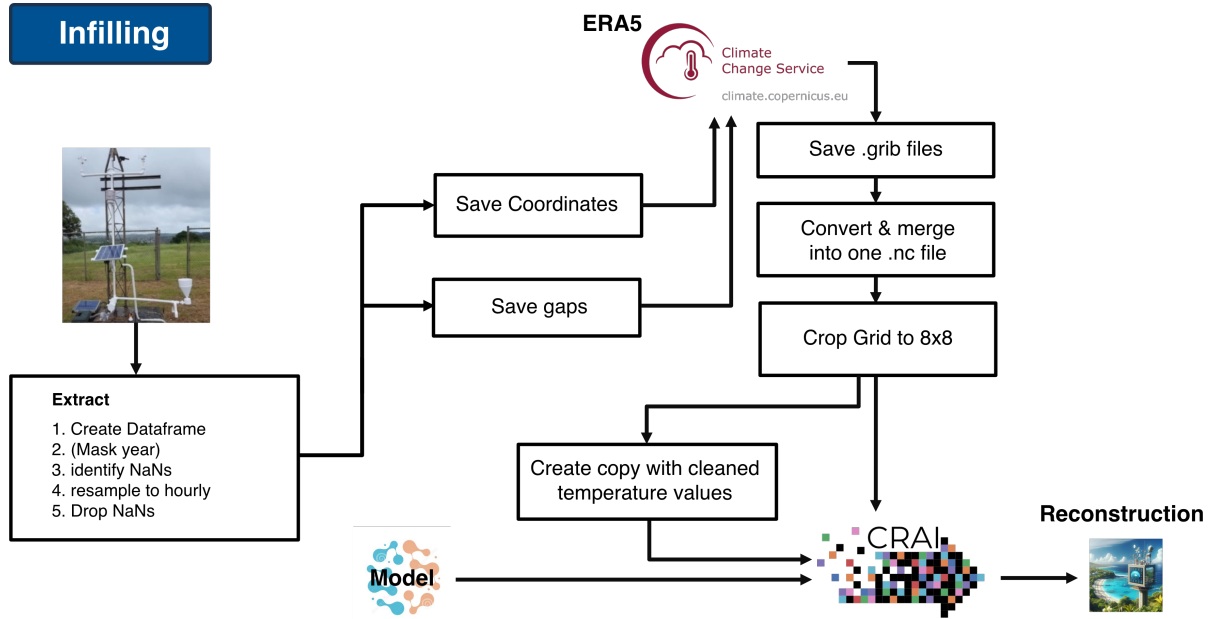 Infilling
ERA5
Climate
Change Service
climate.copernicus.eu
Save .grib files
Save Coordinates
Convert & merge
into one .nc file
Save gaps
Crop Grid to 8x8
Extract
1. Create Dataframe
2. (Mask year)
3. identify NaNs
4. resample to hourly
5. Drop NaNs
Create copy with cleaned
temperature values
Model
CRAI
Reconstruction